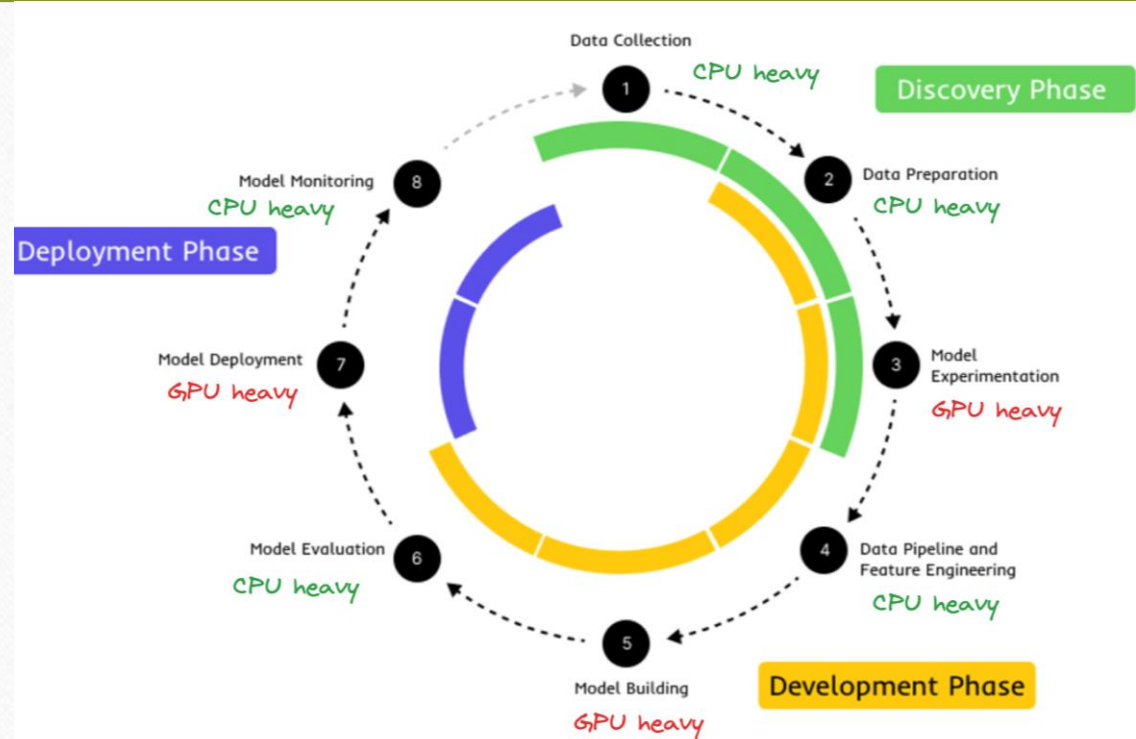 Data Collection
CPU heavy
1
Discovery Phase
2
Data Preparation
CPU heavy
3
Model
Experimentation
GPU heavy
4
Data Pipeline and
Feature Engineering
CPU heavy
5
Model Building
GPU heavy
Development Phase
6
Model Evaluation
CPU heavy
7
Model Deployment
GPU heavy
Deployment Phase
8
Model Monitoring
CPU heavy